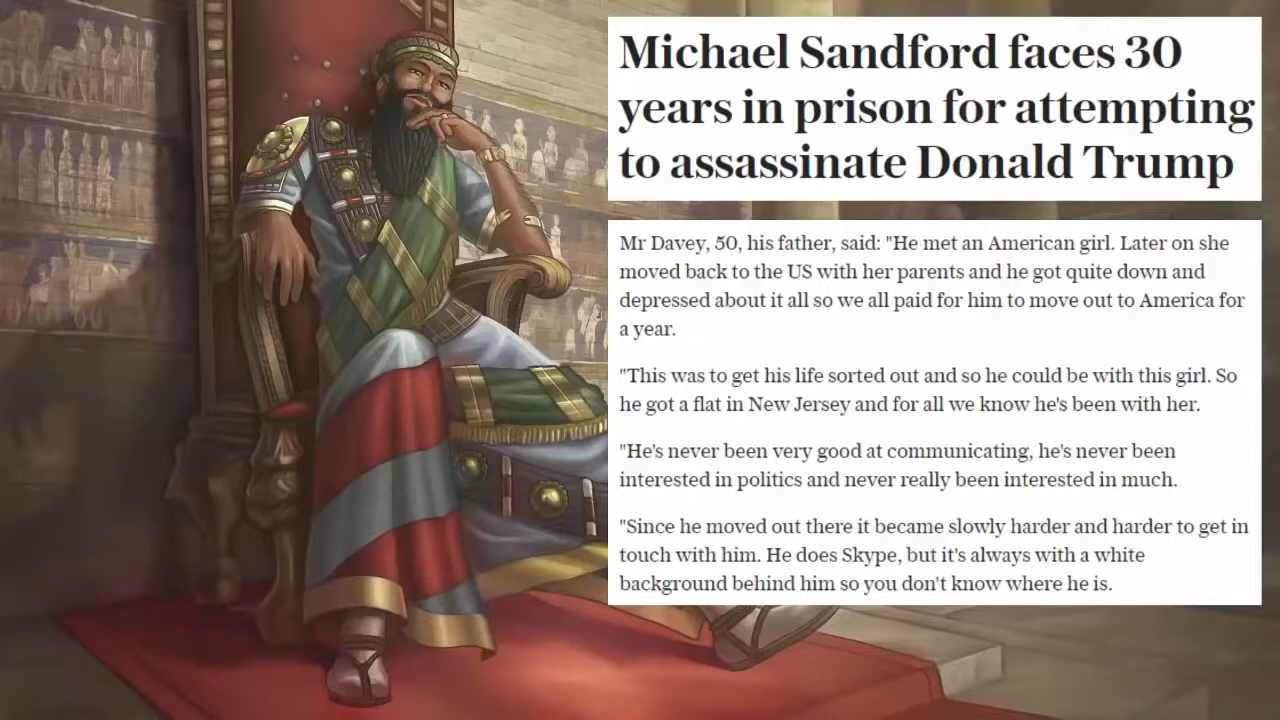 Michael Sandford faces 30
years in prison for attempting
to assassinate Donald Trump
Mr Davey, 50, his father, said: "He met an American girl. Later on she
moved back to the US with her parents and he got quite down and
depressed about it all so we all paid for him to move out to America for
a year.
"This was to get his life sorted out and so he could be with this girl. So
he got a flat in New Jersey and for all we know he's been with her.
"He's never been very good at communicating, he's never been
interested in politics and never really been interested in much.
"Since he moved out there it became slowly harder and harder to get in
touch with him. He does Skype, but it's always with a white
background behind him so you don't know where he is.